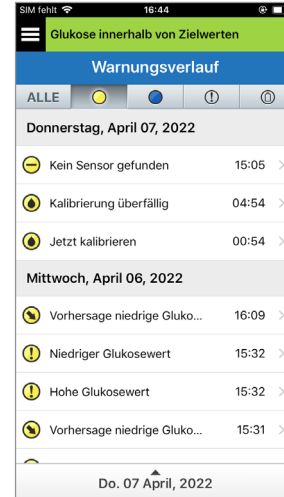 SIM fehlt 16:44
Glukose innerhalb von Zielwerten
Warnungsverlauf
ALLE
Donnerstag, April 07, 2022
Kein Sensor gefunden 15:05
Kalibrierung überfällig 04:54
Jetzt kalibrieren 00:54
Mittwoch, April 06, 2022
Vorhersage niedrige Gluko... 16:09
Niedriger Glukosewert 15:32
Hohe Glukosewert 15:32
Vorhersage niedrige Gluko... 15:31
Do. 07 April, 2022